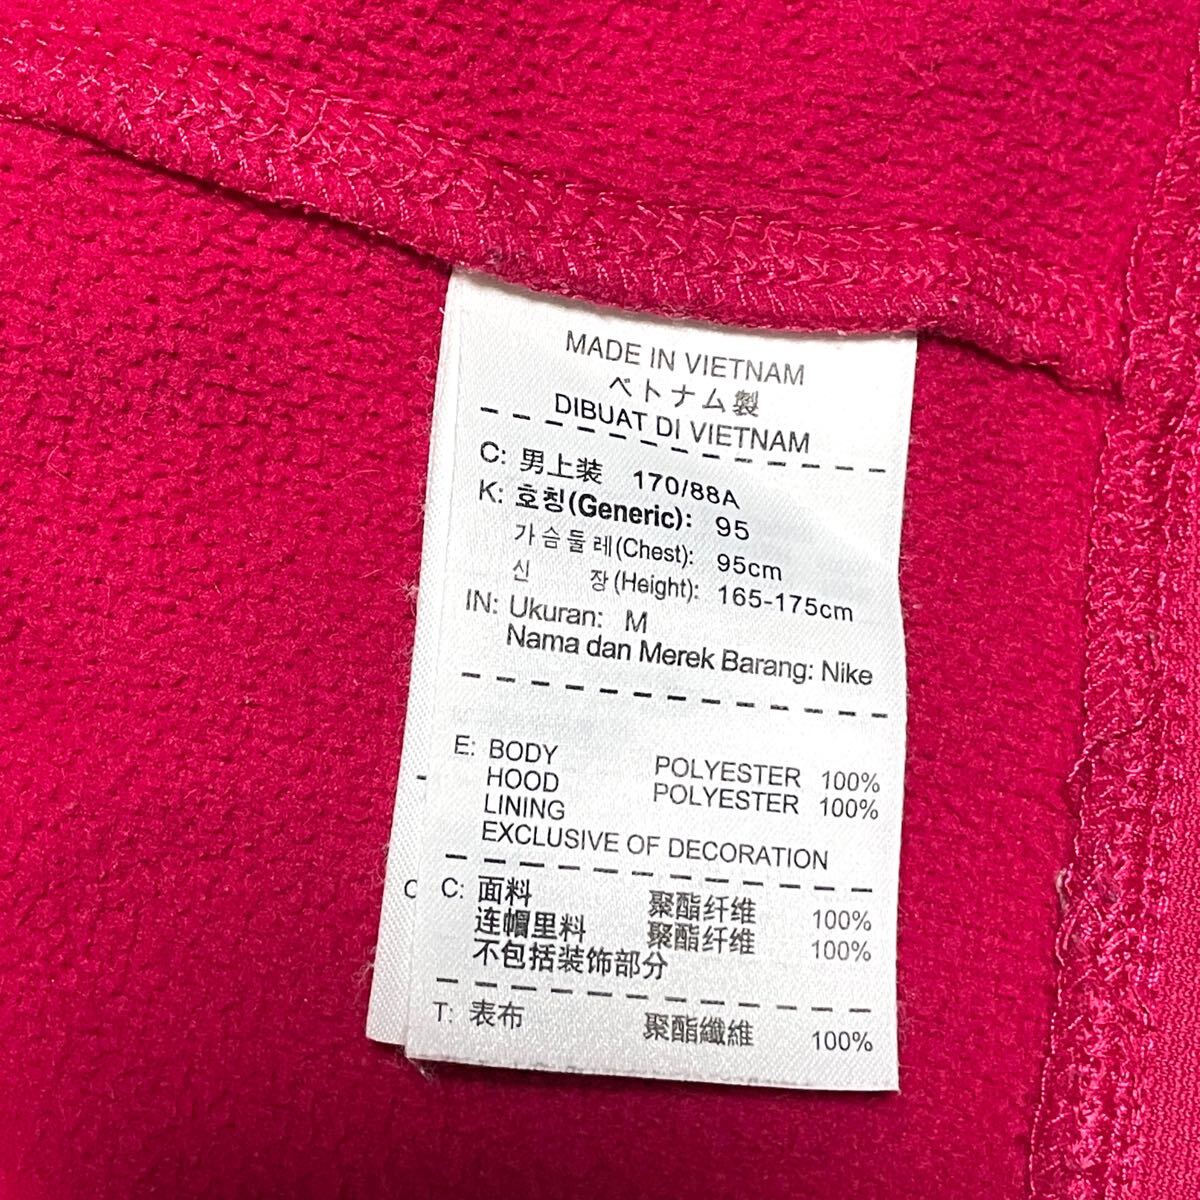 MADE IN VIETNAM
ベトナム製
DIBUAT DI VIETNAM
C: 男上装 170/88A
K: 호칭(Generic): 95
가슴둘레(Chest): 95cm
신 장(Height): 165-175cm
IN: Ukuran: M
Nama dan Merek Barang: Nike
E: BODY POLYESTER 100%
HOOD POLYESTER 100%
LINING
EXCLUSIVE OF DECORATION
C: 面料 聚酯纤维 100%
连帽里料 聚酯纤维 100%
不包括装饰部分
T: 表布 聚酯纖維 100%